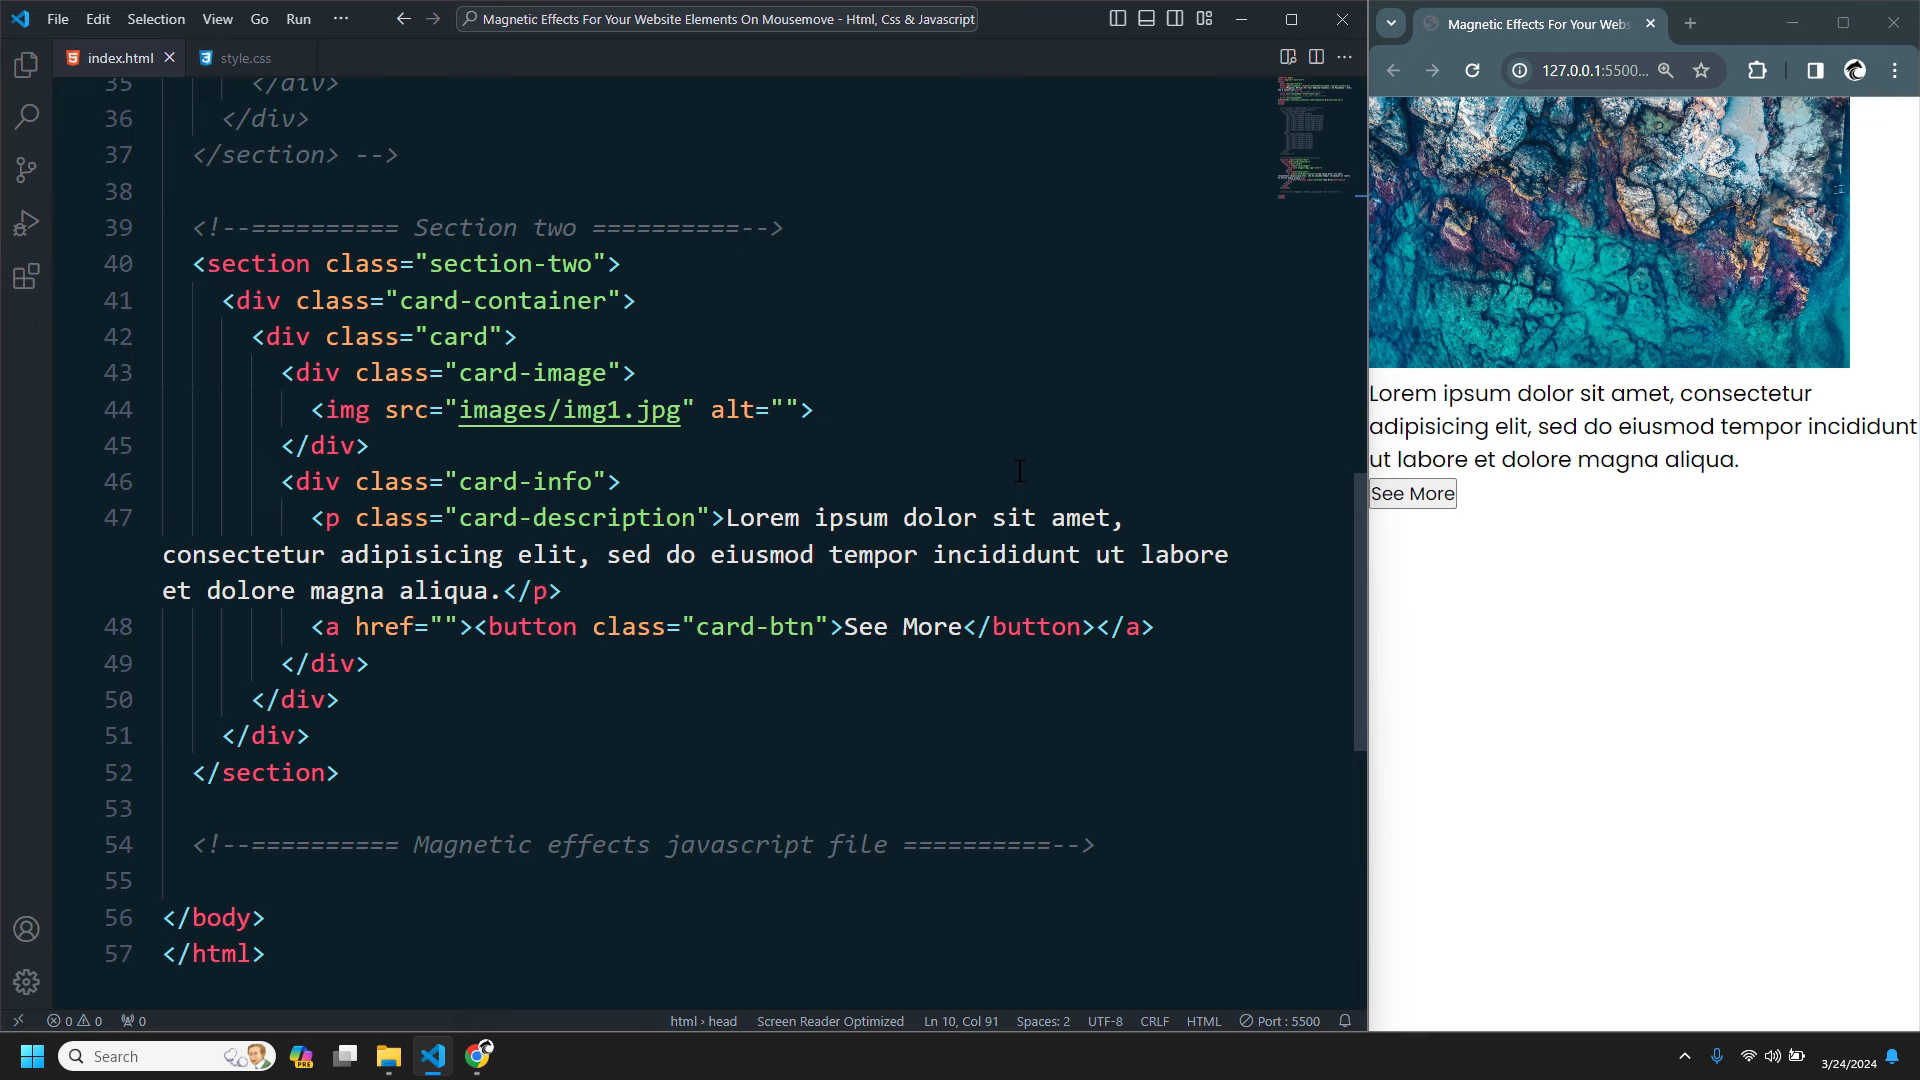 File Edit Selection View Go Run ··· Magnetic Effects For Your Website Elements On Mousemove - Html, Css & Javascript
index.html style.css
35 </div>
36 </div>
37 </section> -->
38
39 <!--========== Section two ==========-->
40 <section class="section-two">
41 <div class="card-container">
42 <div class="card">
43 <div class="card-image">
44 <img src="images/img1.jpg" alt="">
45 </div>
46 <div class="card-info">
47 <p class="card-description">Lorem ipsum dolor sit amet,
consectetur adipisicing elit, sed do eiusmod tempor incididunt ut labore
et dolore magna aliqua.</p>
48 <a href=""><button class="card-btn">See More</button></a>
49 </div>
50 </div>
51 </div>
52 </section>
53
54 <!--========== Magnetic effects javascript file ==========-->
55
56 </body>
57 </html>
0 0 0 html › head Screen Reader Optimized Ln 10, Col 91 Spaces: 2 UTF-8 CRLF HTML Port : 5500
Magnetic Effects For Your Webs
127.0.0.1:5500...
Lorem ipsum dolor sit amet, consectetur
adipisicing elit, sed do eiusmod tempor incididunt
ut labore et dolore magna aliqua.
See More
Search PRE 3/24/2024